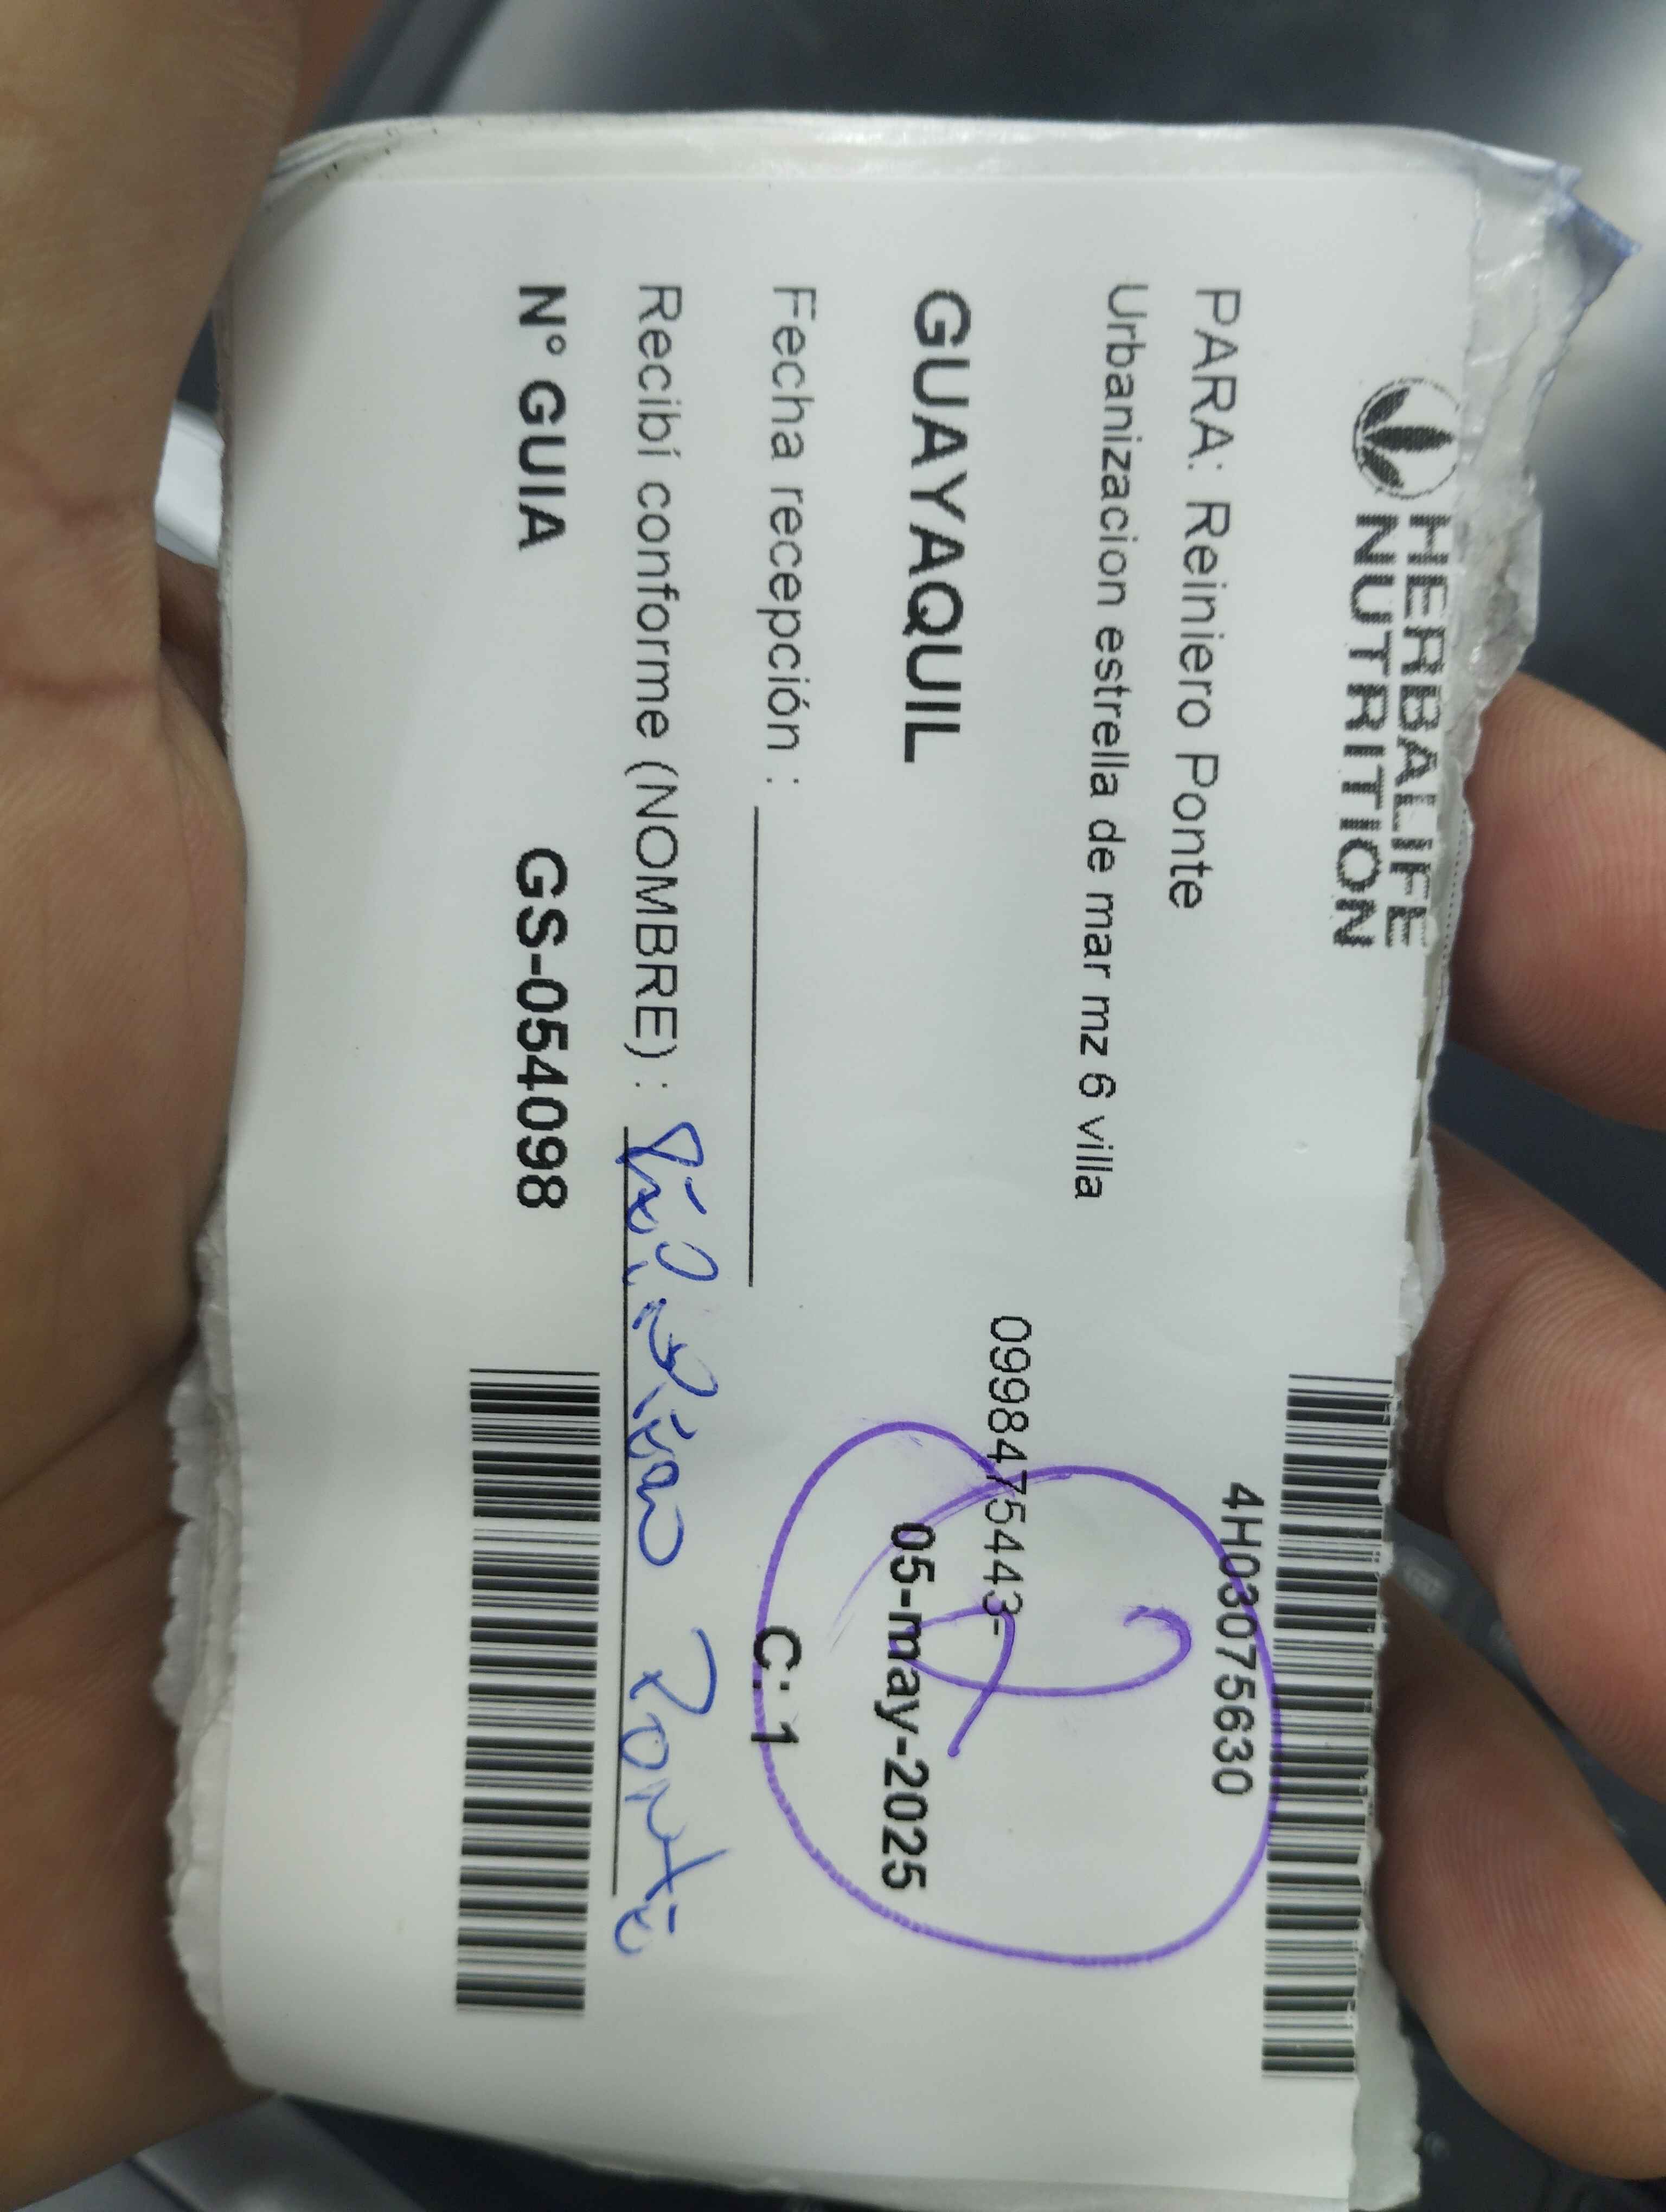 HERBALIFE
NUTRITION
4H03075630
PARA: Reiniero Ponte
Urbanizacion estrella de mar mz 6 villa
0998475443
GUAYAQUIL
05-may-2025
Fecha recepción :
C: 1
Recibí conforme (NOMBRE) : Ponte
N° GUIA GS-054098